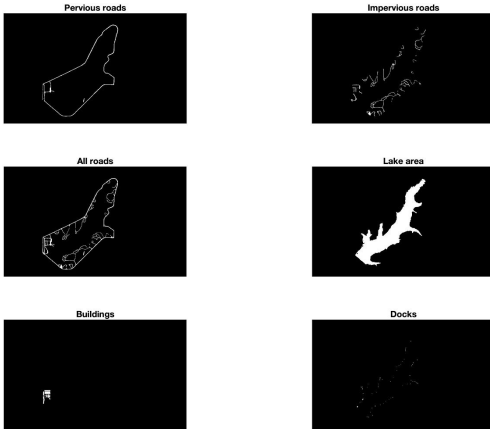 Pervious roads
Impervious roads
All roads
Lake area
Buildings
Docks